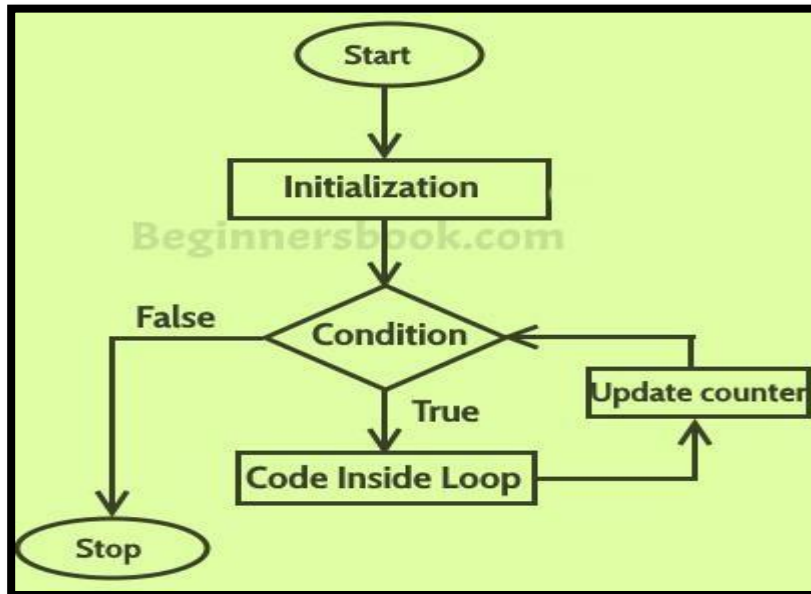 Start
Initialization
Beginnersbook.com
False
Condition
Update counter
True
Code Inside Loop
Stop